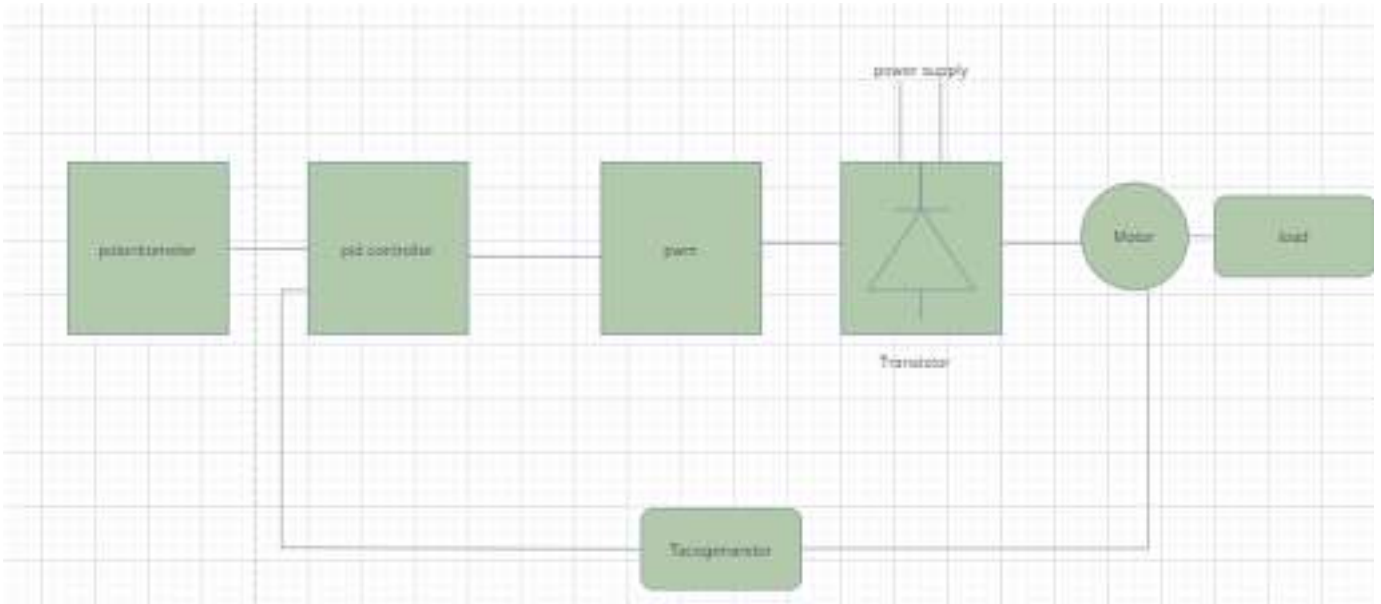 power supply
potentiometer
pid controller
pwm
Motor
load
Transistor
Tacogenerator